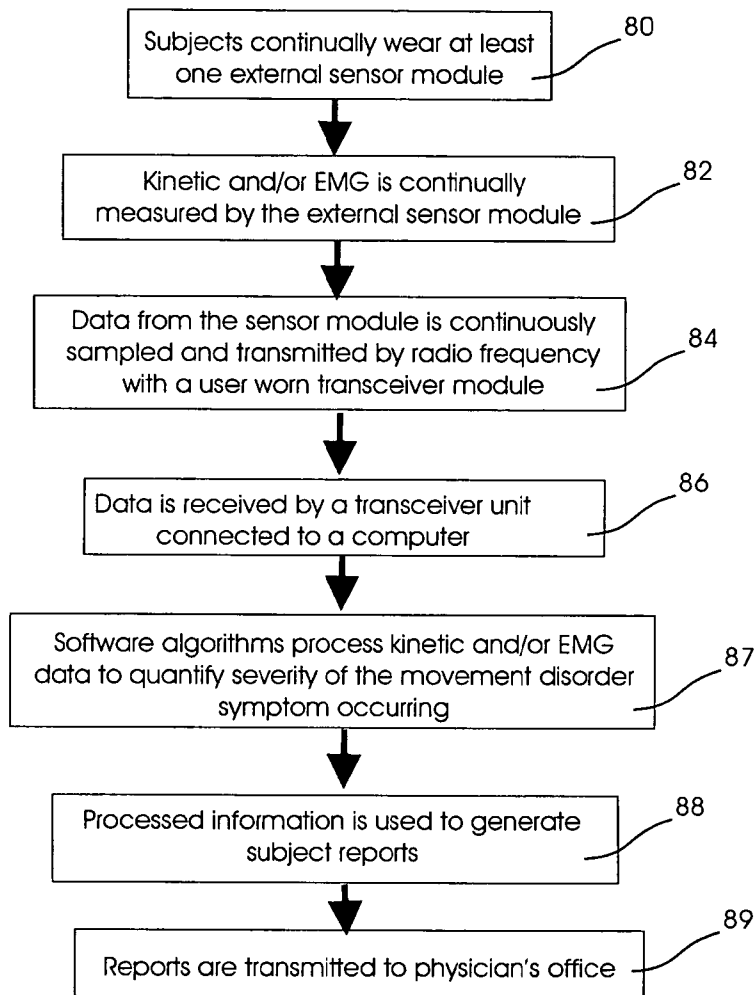 80
Subjects continually wear at least
one external sensor module
82
Kinetic and/or EMG is continually
measured by the external sensor module
84
Data from the sensor module is continuously
sampled and transmitted by radio frequency
with a user worn transceiver module
86
Data is received by a transceiver unit
connected to a computer
87
Software algorithms process kinetic and/or EMG
data to quantify severity of the movement disorder
symptom occurring
88
Processed information is used to generate
subject reports
89
Reports are transmitted to physician's office